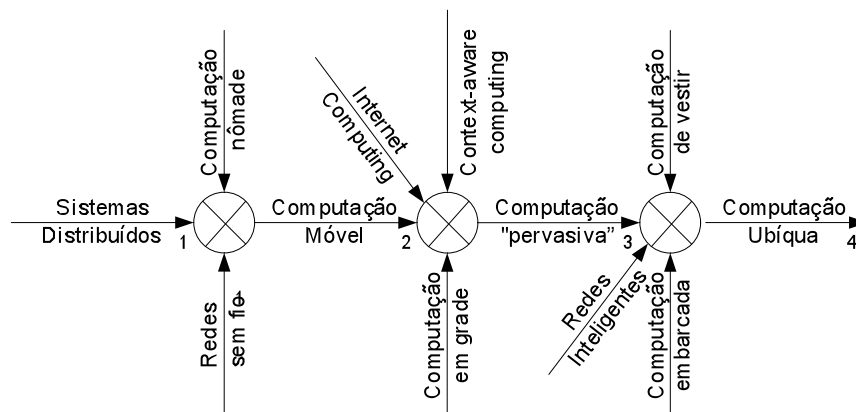 Computação
nômade
Internet
Computing
Context-aware
computing
Computação
de vestir
Sistemas
Distribuídos
1
Computação
Móvel
2
Computação
"pervasiva"
3
Computação
Ubíqua
4
Redes
sem fio
Computação
em grade
Redes
Inteligentes
Computação
embarcada